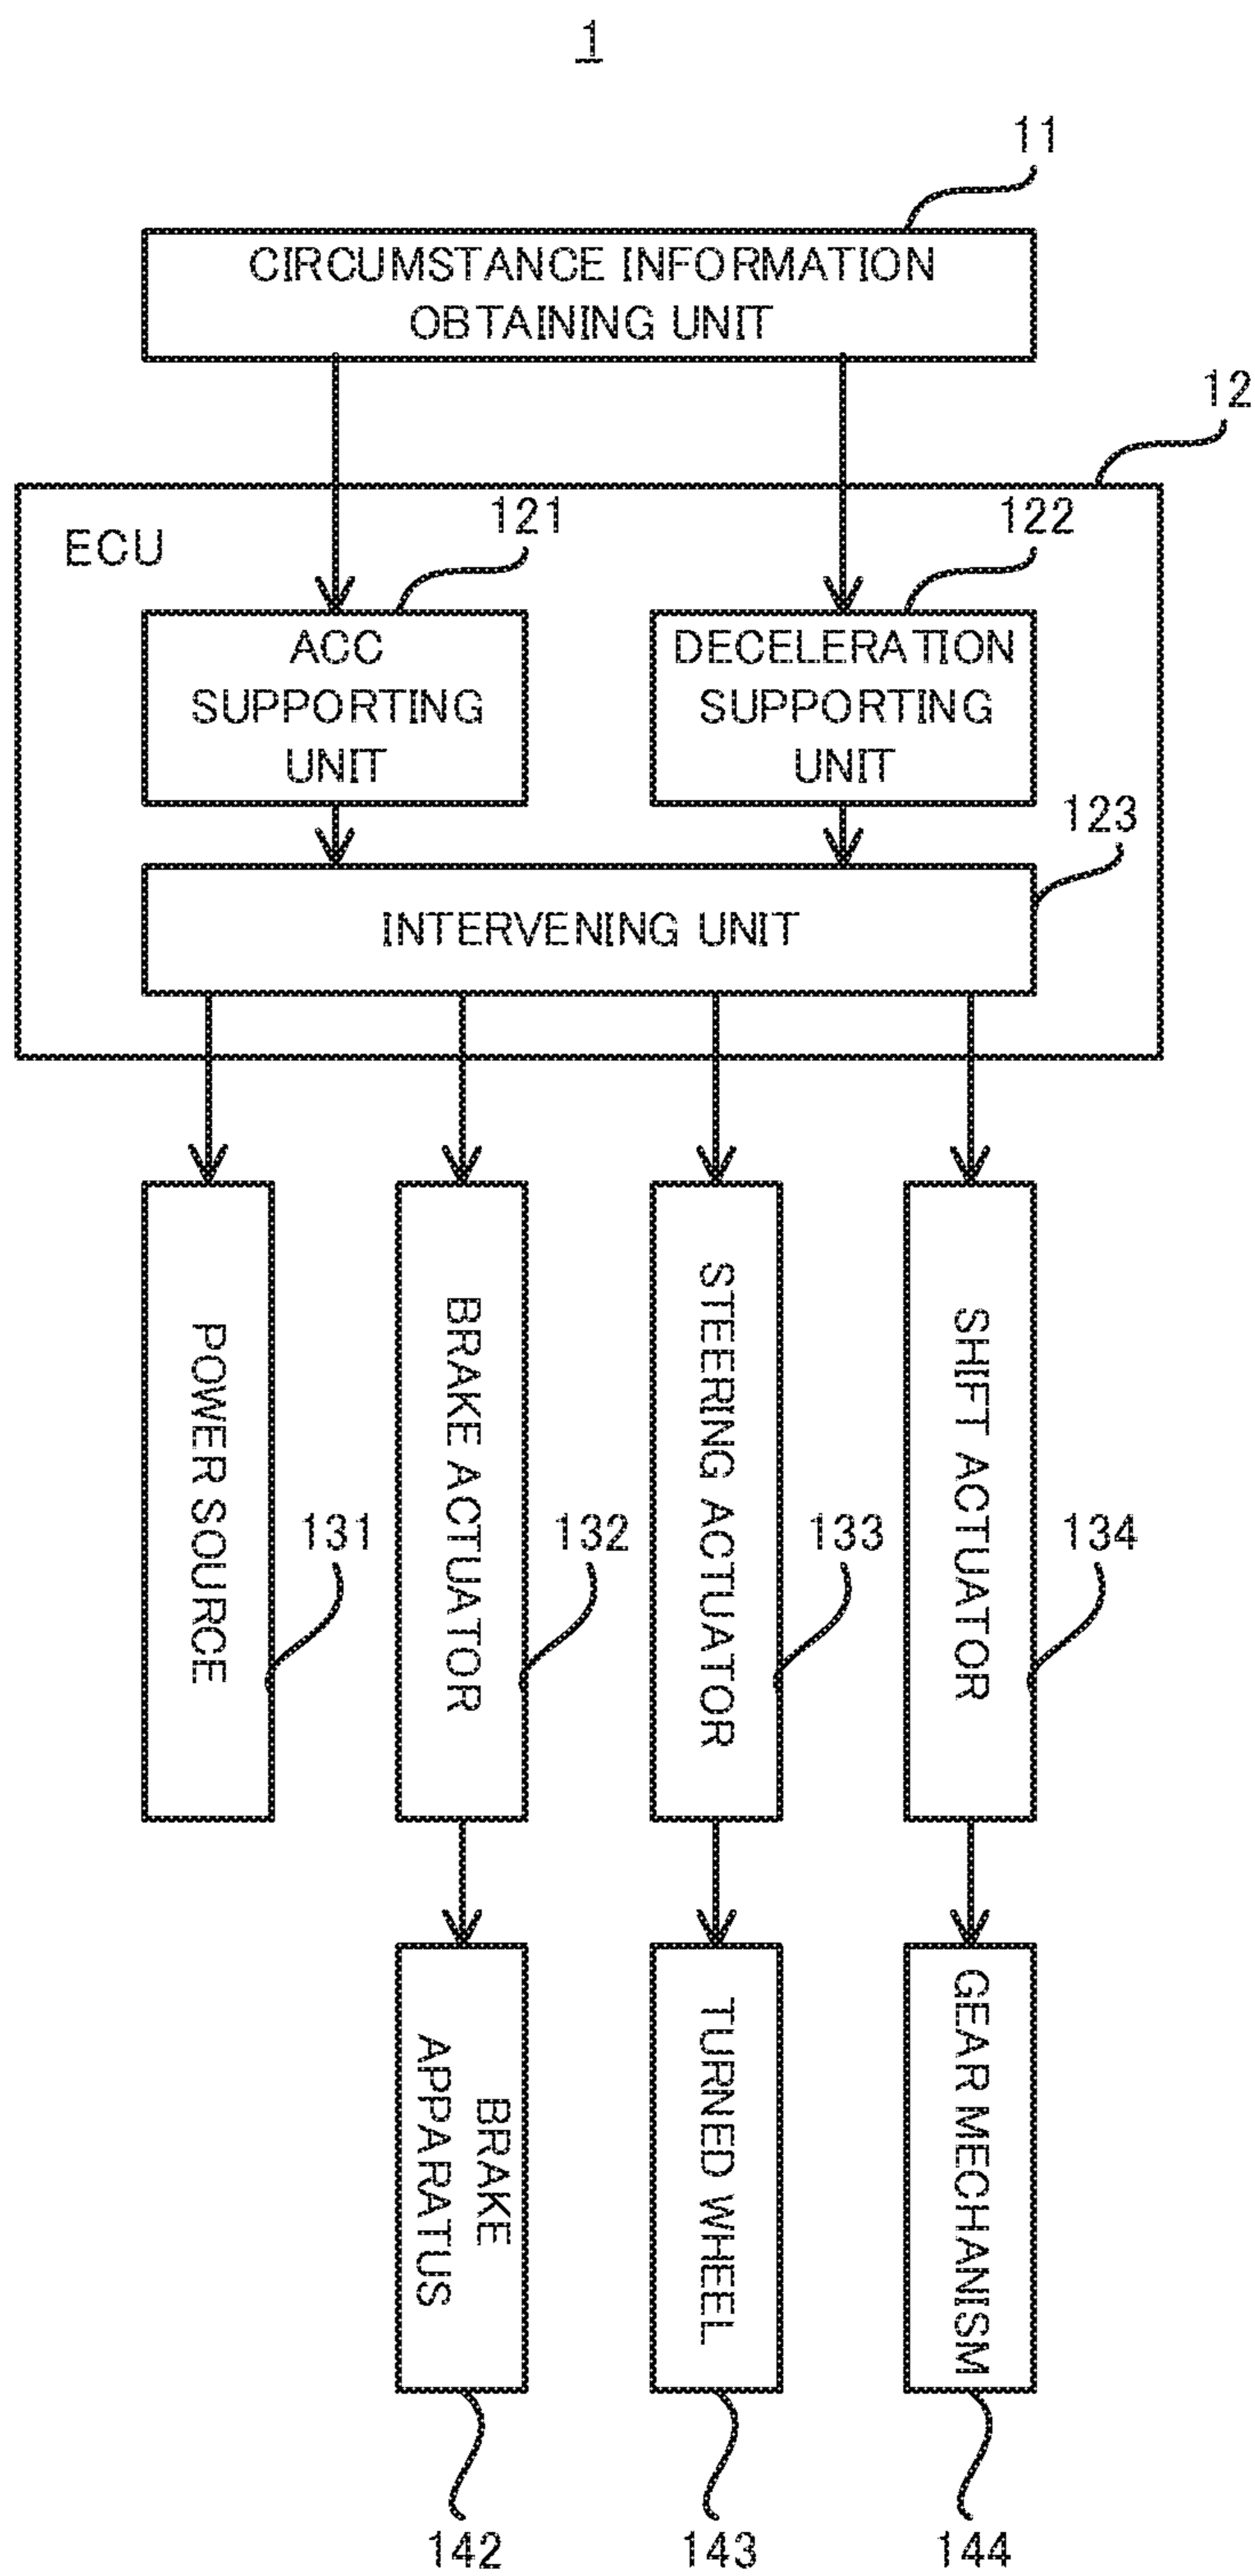 1
11
CIRCUMSTANCE INFORMATION
OBTAINING UNIT
12
ECU
121
122
ACC
SUPPORTING
UNIT
DECELERATION
SUPPORTING
UNIT
123
INTERVENING UNIT
POWER SOURCE
131
BRAKE ACTUATOR
132
STEERING ACTUATOR
133
SHIFT ACTUATOR
134
BRAKE
APPARATUS
TURNED WHEEL
GEAR MECHANISM
142
143
144